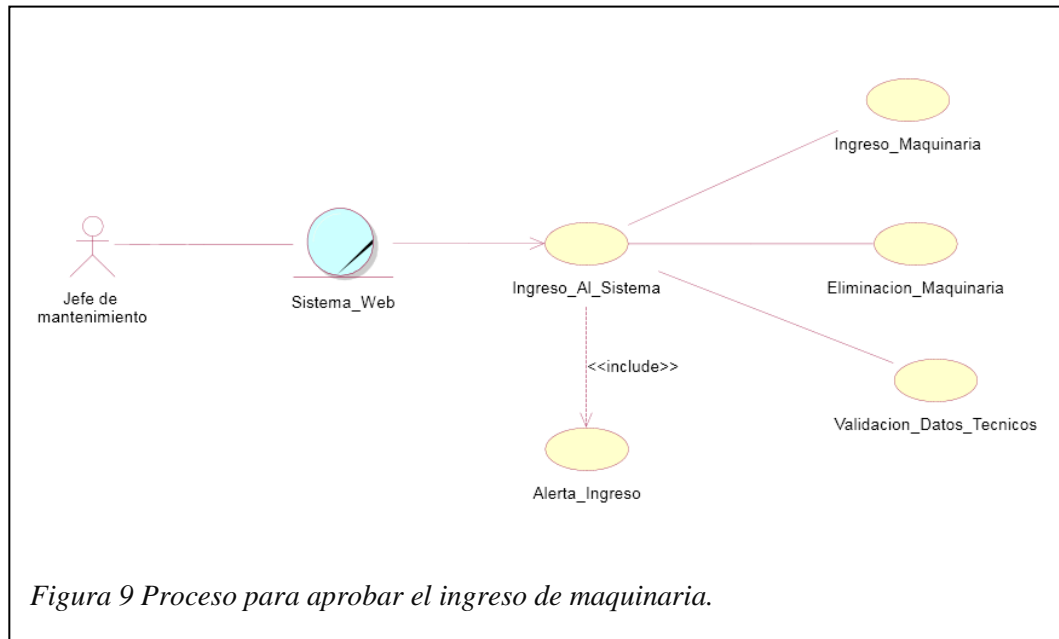 Ingreso_Maquinaria
Jefe de
mantenimiento
Sistema_Web
Ingreso_Al_Sistema
Eliminacion_Maquinaria
<<include>>
Validacion_Datos_Tecnicos
Alerta_Ingreso
Figura 9 Proceso para aprobar el ingreso de maquinaria.